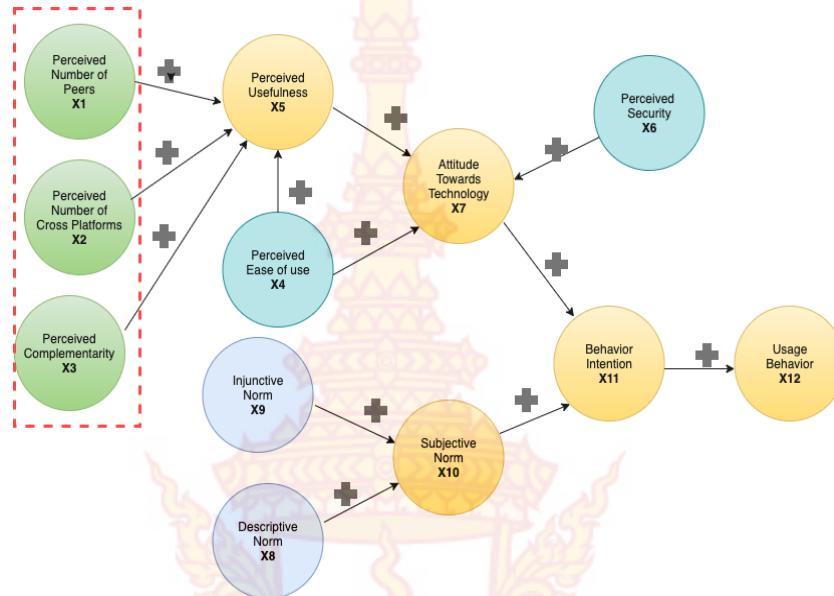 Perceived
Number of
Peers
X1
Perceived
Usefulness
X5
Perceived
Security
X6
Attitude
Towards
Technology
X7
Perceived
Number of
Cross Platforms
X2
Perceived
Ease of use
X4
Perceived
Complementarity
X3
Injunctive
Norm
X9
Behavior
Intention
X11
Usage
Behavior
X12
Subjective
Norm
X10
Descriptive
Norm
X8